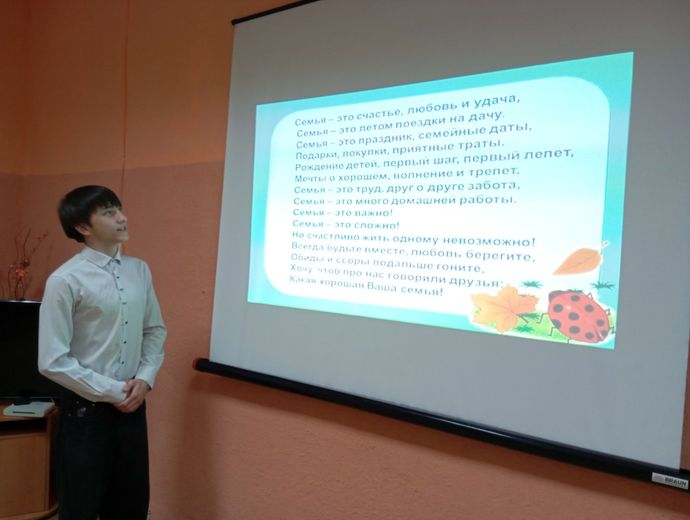 Семья – это счастье, любовь и удача,
Семья – это летом поездки на дачу.
Семья – это праздник, семейные даты,
Подарки, покупки, приятные траты.
Рождение детей, первый шаг, первый лепет,
Мечты о хорошем, волнение и трепет.
Семья – это труд, друг о друге забота,
Семья – это много домашней работы.
Семья – это важно!
Семья – это сложно!
Но счастливо жить одному невозможно!
Всегда будьте вместе, любовь берегите,
Обиды и ссоры подальше гоните,
Хочу чтоб про нас говорили друзья:
Какая хорошая Ваша семья!
BRAUN